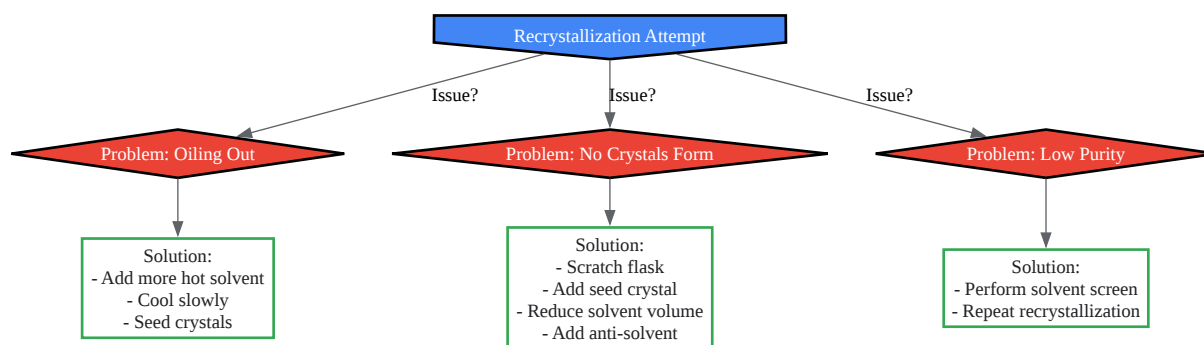 Recrystallization Attempt
Issue?
Issue?
Issue?
Problem: Oiling Out
Problem: No Crystals Form
Problem: Low Purity
Solution:
- Add more hot solvent
- Cool slowly
- Seed crystals
Solution:
- Scratch flask
- Add seed crystal
- Reduce solvent volume
- Add anti-solvent
Solution:
- Perform solvent screen
- Repeat recrystallization